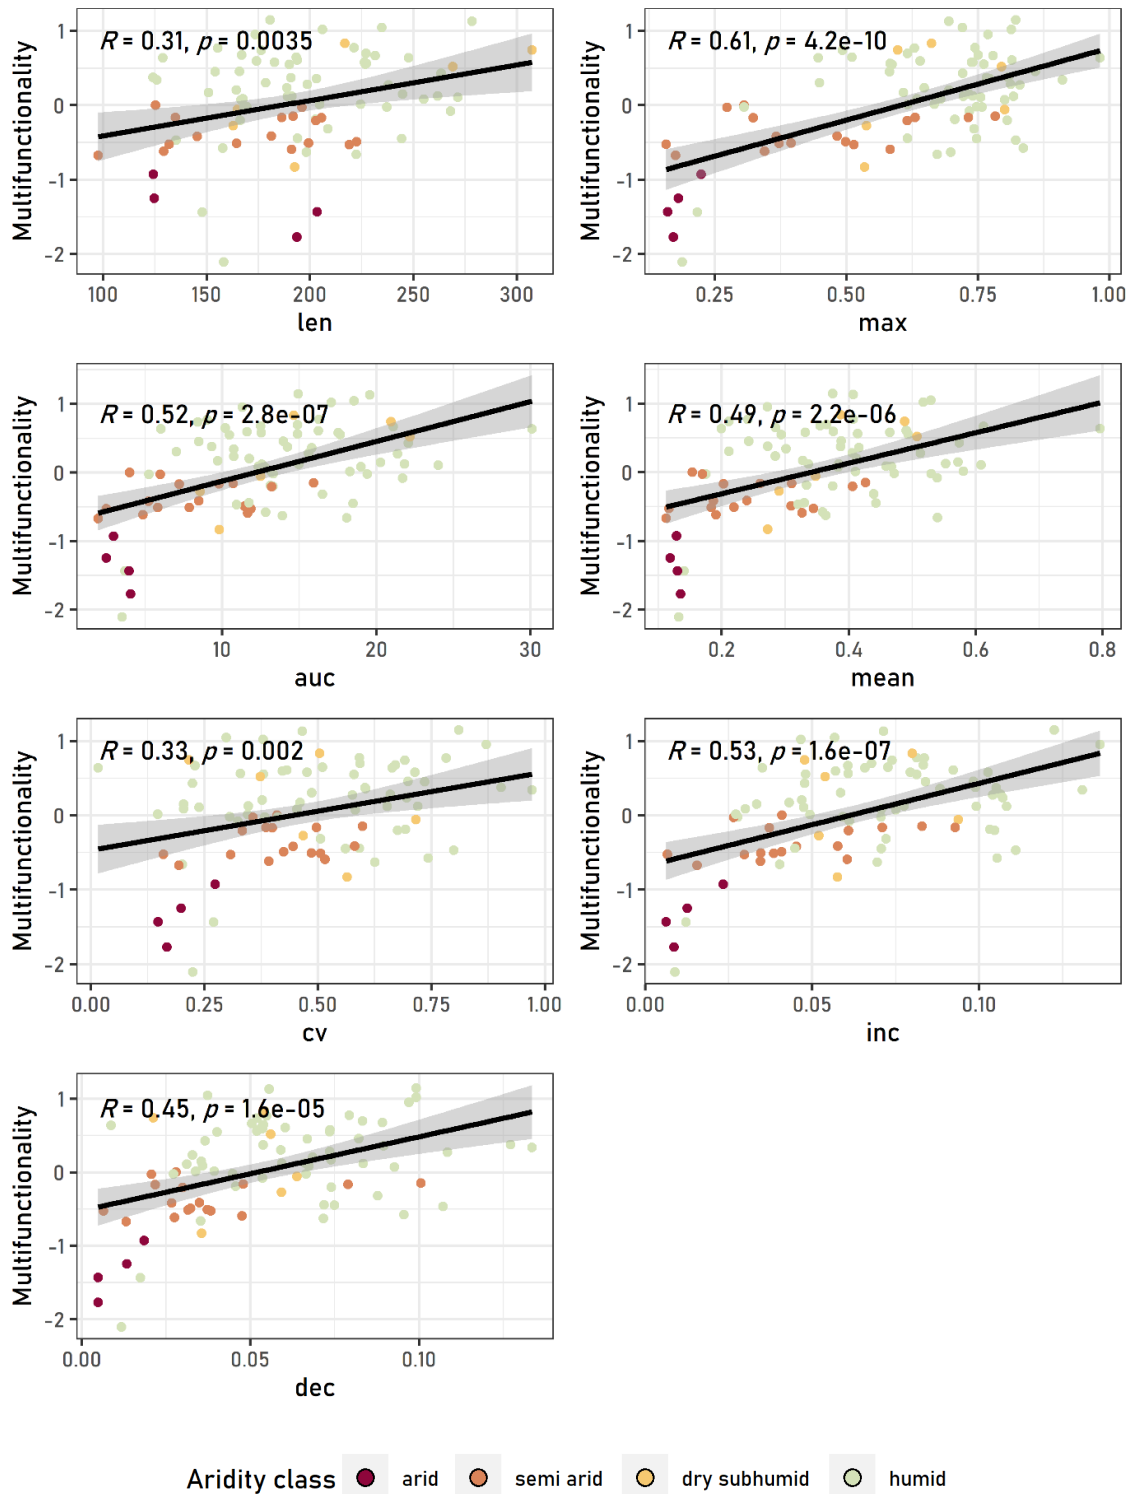 R = 0.31, p = 0.0035
Multifunctionality
1
0
−1
−2
100 150 200 250 300
len
R = 0.61, p = 4.2e−10
Multifunctionality
1
0
−1
−2
0.25 0.50 0.75 1.00
max
R = 0.52, p = 2.8e−07
Multifunctionality
1
0
−1
−2
10 20 30
auc
R = 0.49, p = 2.2e−06
Multifunctionality
1
0
−1
−2
0.2 0.4 0.6 0.8
mean
R = 0.33, p = 0.002
Multifunctionality
1
0
−1
−2
0.00 0.25 0.50 0.75 1.00
cv
R = 0.53, p = 1.6e−07
Multifunctionality
1
0
−1
−2
0.00 0.05 0.10
inc
R = 0.45, p = 1.6e−05
Multifunctionality
1
0
−1
−2
0.00 0.05 0.10
dec
Aridity class arid semi arid dry subhumid humid